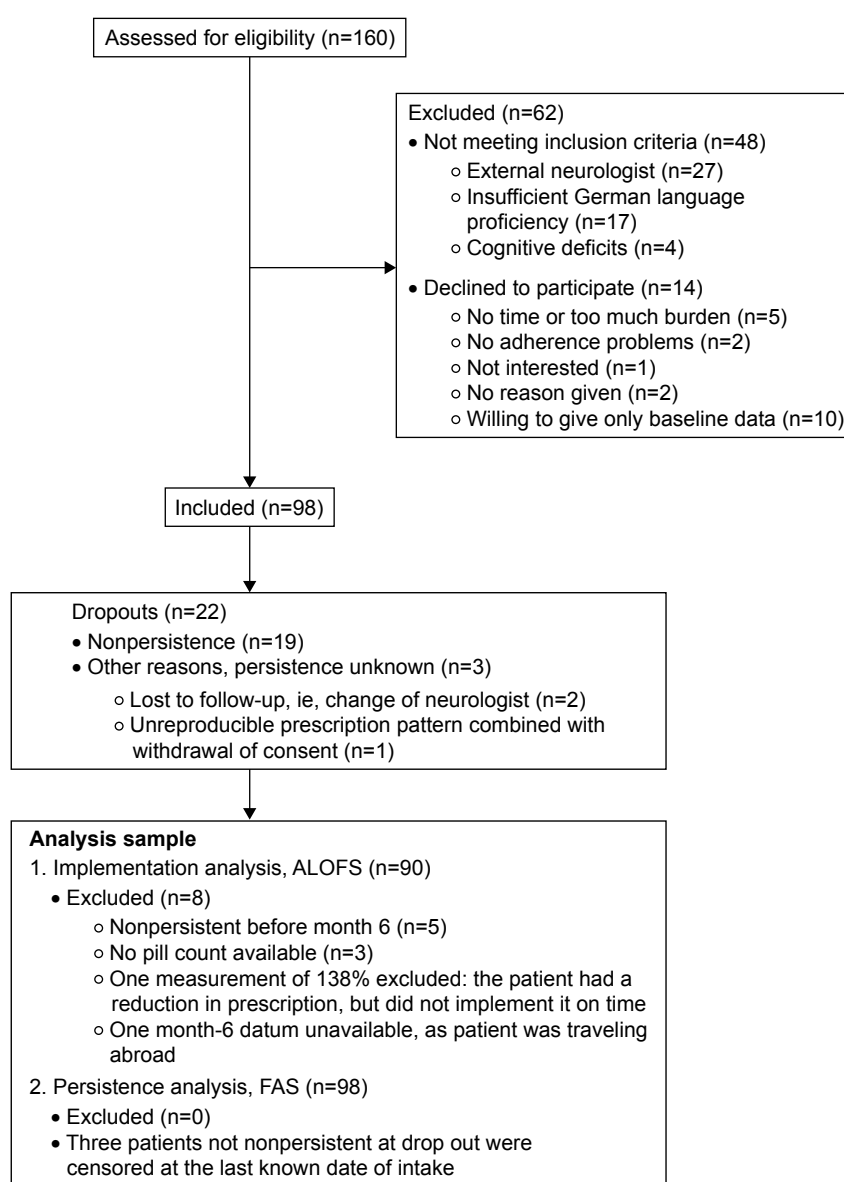 Assessed for eligibility (n=160)
Excluded (n=62)
• Not meeting inclusion criteria (n=48)
○ External neurologist (n=27)
○ Insufficient German language
proficiency (n=17)
○ Cognitive deficits (n=4)
• Declined to participate (n=14)
○ No time or too much burden (n=5)
○ No adherence problems (n=2)
○ Not interested (n=1)
○ No reason given (n=2)
○ Willing to give only baseline data (n=10)
Included (n=98)
Dropouts (n=22)
• Nonpersistence (n=19)
• Other reasons, persistence unknown (n=3)
○ Lost to follow-up, ie, change of neurologist (n=2)
○ Unreproducible prescription pattern combined with
withdrawal of consent (n=1)
Analysis sample
1. Implementation analysis, ALOFS (n=90)
• Excluded (n=8)
○ Nonpersistent before month 6 (n=5)
○ No pill count available (n=3)
○ One measurement of 138% excluded: the patient had a
reduction in prescription, but did not implement it on time
○ One month-6 datum unavailable, as patient was traveling
abroad
2. Persistence analysis, FAS (n=98)
• Excluded (n=0)
• Three patients not nonpersistent at drop out were
censored at the last known date of intake